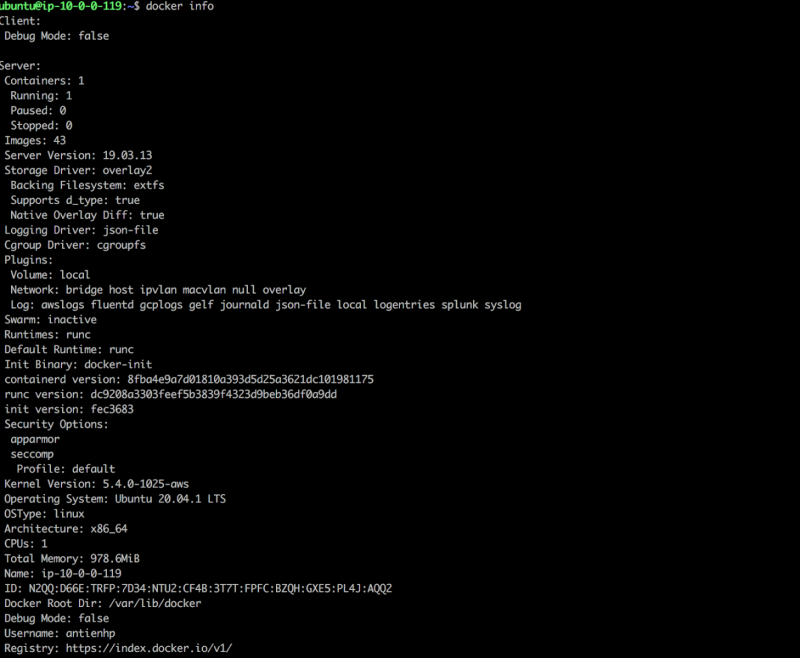 ubuntu@ip-10-0-0-119:~$ docker info
Client:
 Debug Mode: false

Server:
 Containers: 1
  Running: 1
  Paused: 0
  Stopped: 0
 Images: 43
 Server Version: 19.03.13
 Storage Driver: overlay2
  Backing Filesystem: extfs
  Supports d_type: true
  Native Overlay Diff: true
 Logging Driver: json-file
 Cgroup Driver: cgroupfs
 Plugins:
  Volume: local
  Network: bridge host ipvlan macvlan null overlay
  Log: awslogs fluentd gcplogs gelf journald json-file local logentries splunk syslog
 Swarm: inactive
 Runtimes: runc
 Default Runtime: runc
 Init Binary: docker-init
 containerd version: 8fba4e9a7d01810a393d5d25a3621dc101981175
 runc version: dc9208a3303feef5b3839f4323d9beb36df0a9dd
 init version: fec3683
 Security Options:
  apparmor
  seccomp
   Profile: default
 Kernel Version: 5.4.0-1025-aws
 Operating System: Ubuntu 20.04.1 LTS
 OSType: linux
 Architecture: x86_64
 CPUs: 1
 Total Memory: 978.6MiB
 Name: ip-10-0-0-119
 ID: N2QQ:D66E:TRFP:7D34:NTU2:CF4B:3T7T:FPFC:BZQH:GXE5:PL4J:AQQ2
 Docker Root Dir: /var/lib/docker
 Debug Mode: false
 Username: antienhp
 Registry: https://index.docker.io/v1/